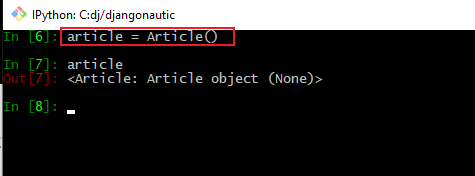 IPython: C:dj/djangonautic
In [6]: article = Article()
In [7]: article
Out[7]: <Article: Article object (None)>
In [8]: